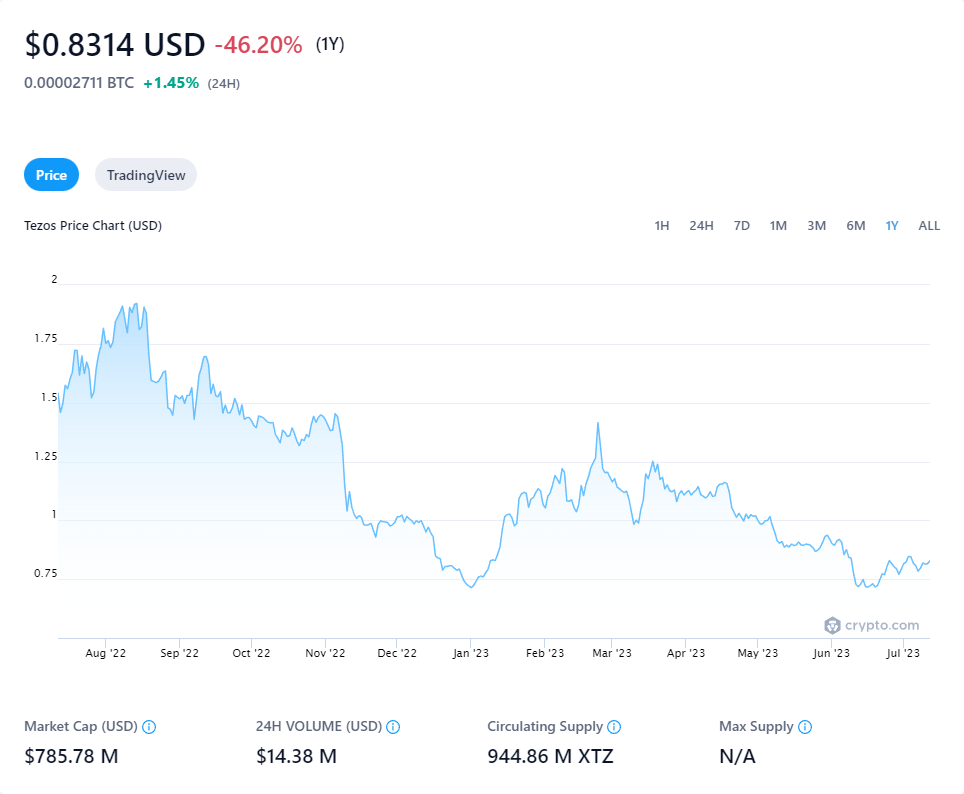 $0.8314 USD -46.20% (1Y)
0.00002711 BTC +1.45% (24H)
Price TradingView
Tezos Price Chart (USD) 1H 24H 7D 1M 3M 6M 1Y ALL
2
1.75
1.5
1.25
1
0.75
crypto.com
Aug '22 Sep '22 Oct '22 Nov '22 Dec '22 Jan '23 Feb '23 Mar '23 Apr '23 May '23 Jun '23 Jul '23
Market Cap (USD) 24H VOLUME (USD) Circulating Supply Max Supply
$785.78 M $14.38 M 944.86 M XTZ N/A